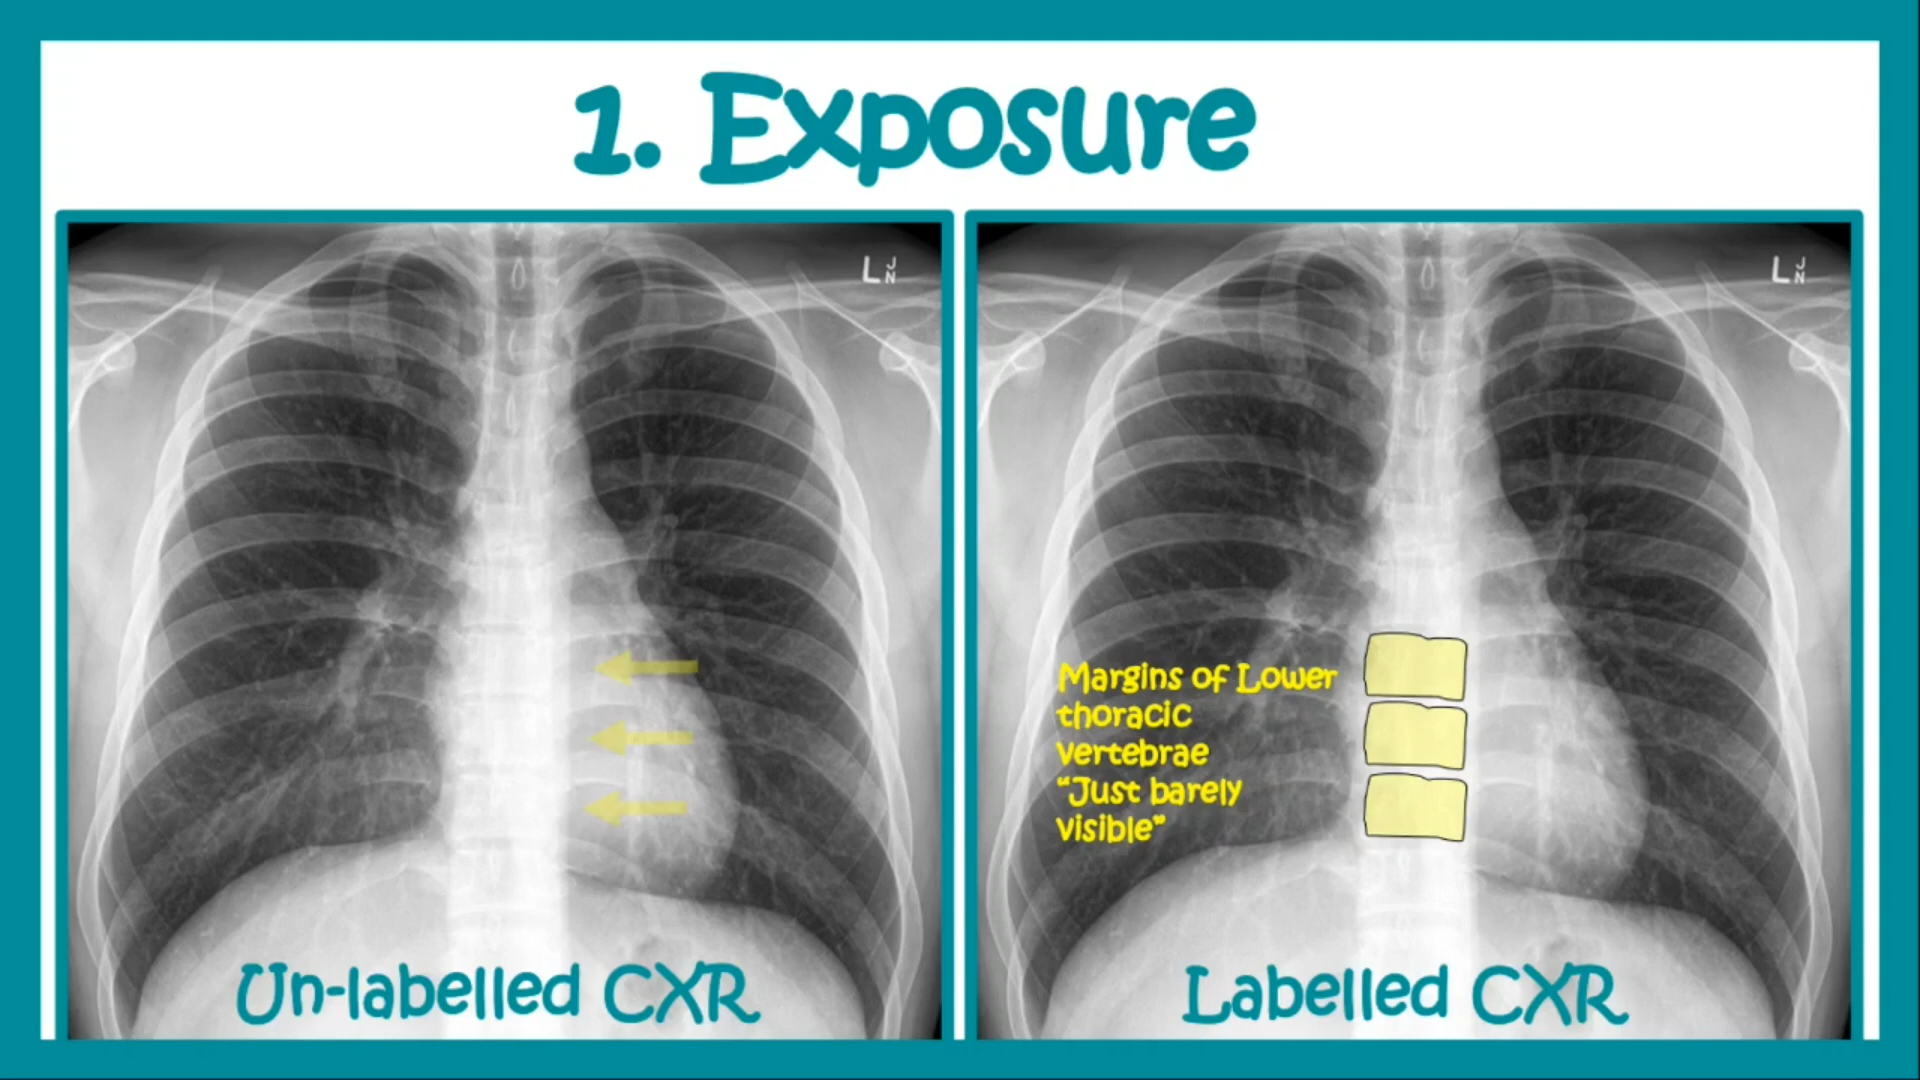 1. Exposure
L J N
Un-labelled CXR
L J N
Margins of Lower
thoracic
vertebrae
“Just barely
visible”
Labelled CXR